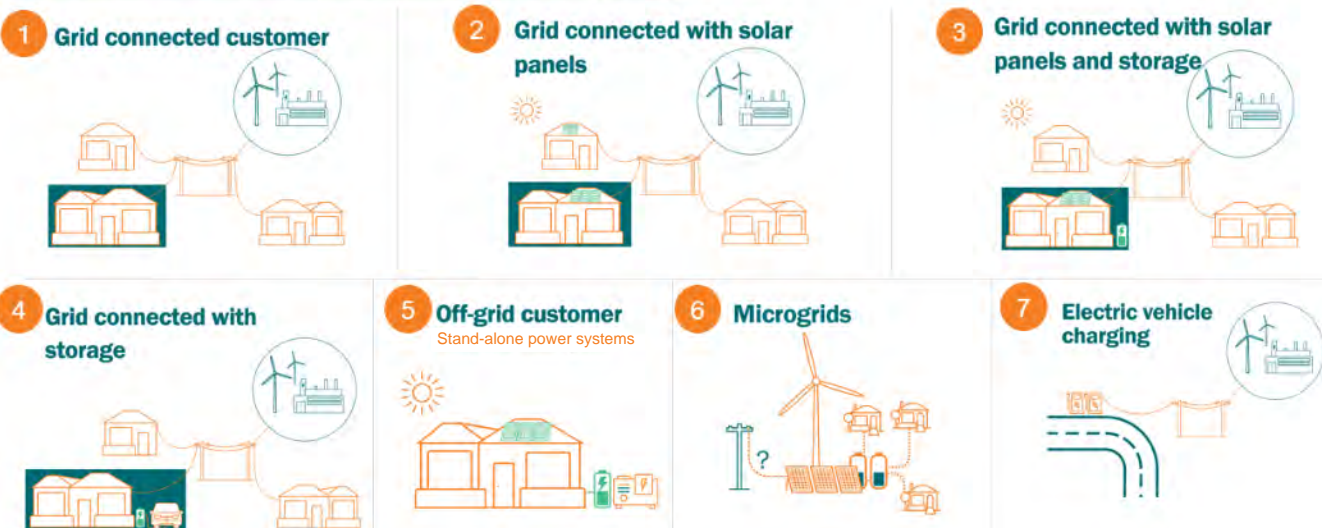 1
Grid connected customer
2
Grid connected with solar
panels
3
Grid connected with solar
panels and storage
4
Grid connected with
storage
5
Off-grid customer
Stand-alone power systems
6
Microgrids
?
7
Electric vehicle
charging